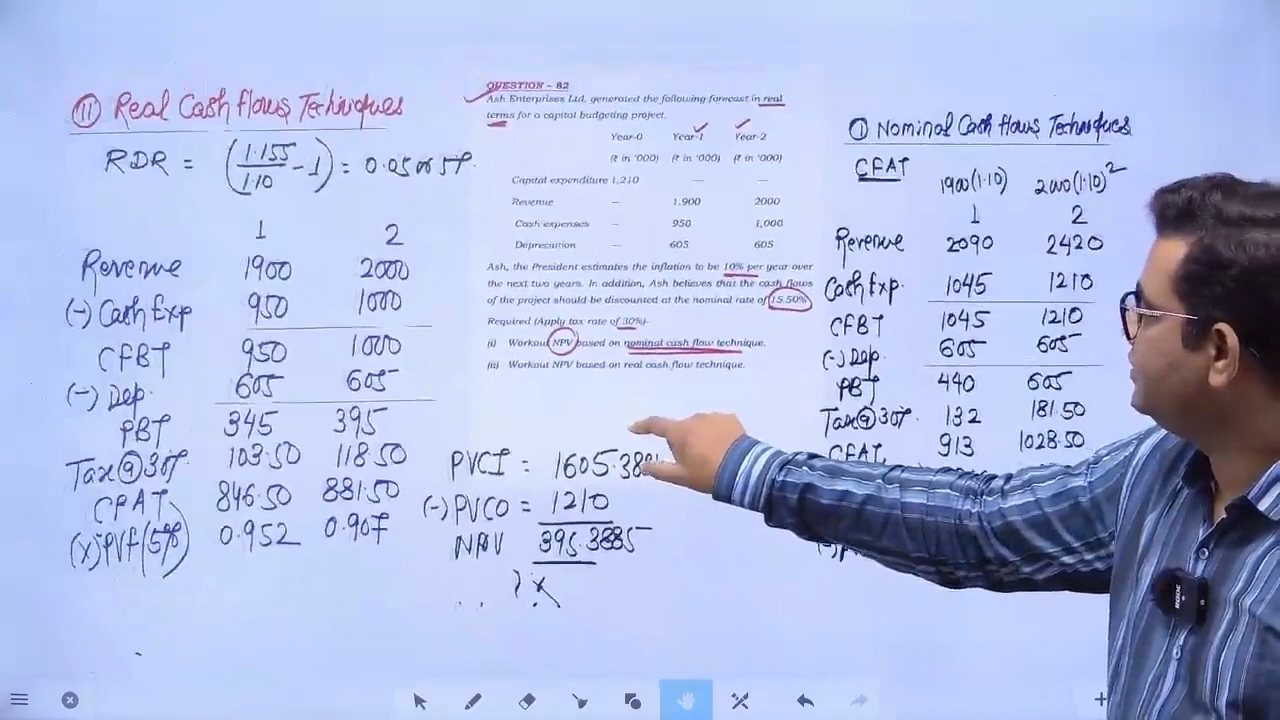 (II) Real Cash flows Techniques
RDR = (1.155/1.10 - 1) = 0.05 or 5%.
1 2
Revenue 1900 2000
(-) Cash Exp 950 1000
CFBT 950 1000
(-) Dep. 605 605
PBT 345 395
Tax@30% 103.50 118.50
CFAT 846.50 881.50
(x) PVf(5%) 0.952 0.907
QUESTION - 82
Ash Enterprises Ltd. generated the following forecast in real
terms for a capital budgeting project.
Year-0 Year-1 Year-2
(₹ in '000) (₹ in '000) (₹ in '000)
Capital expenditure 1,210 — —
Revenue — 1,900 2000
Cash expenses — 950 1,000
Depreciation — 605 605
Ash, the President estimates the inflation to be 10% per year over
the next two years. In addition, Ash believes that the cash flows
of the project should be discounted at the nominal rate of 15.50%
Required (Apply tax rate of 30%)-
(i) Workout NPV based on nominal cash flow technique.
(ii) Workout NPV based on real cash flow technique.
PVCI = 1605.38
(-) PVCO = 1210
NPV 395.3885
(I) Nominal Cash flows Techniques
CFAT 1900(1.10) 2000(1.10)²
1 2
Revenue 2090 2420
Cash Exp. 1045 1210
CFBT 1045 1210
(-) Dep. 605 605
PBT 440 605
Tax@30% 132 181.50
CFAT 913 1028.50